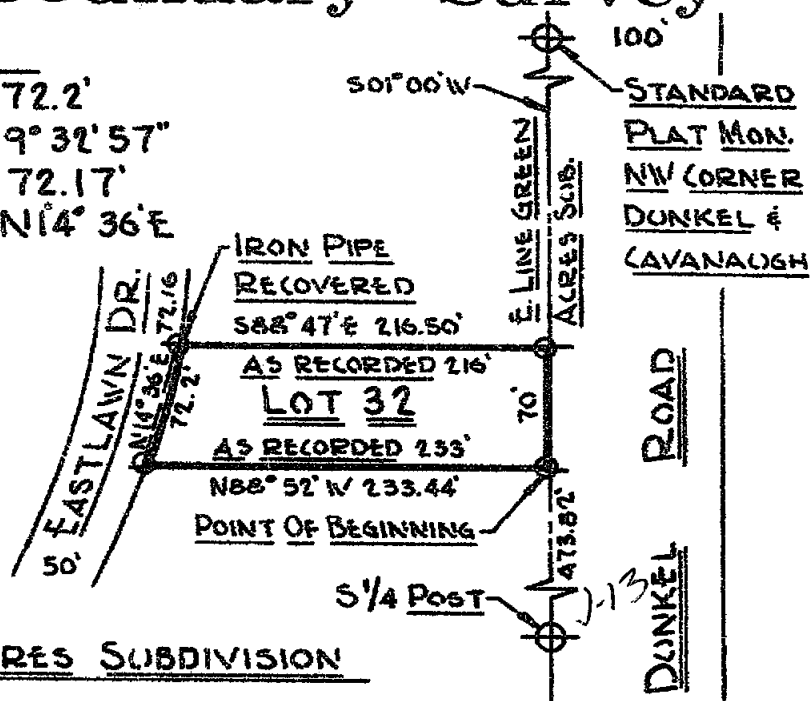 Survey
100'
72.2'
9° 32' 57"
72.17'
N14° 36' E
S01° 00' W
STANDARD
PLAT MON.
NW CORNER
DUNKEL &
CAVANAUGH
E. LINE GREEN
ACRES SUB.
IRON PIPE
RECOVERED
S88° 47' E 216.50'
AS RECORDED 216'
LOT 32
AS RECORDED 233'
N88° 52' W 233.44'
POINT OF BEGINNING
EASTLAWN DR.
N14° 36' E 72.16
72.2'
50'
70'
473.82'
S 1/4 POST
J-13
DUNKEL ROAD
RES SUBDIVISION